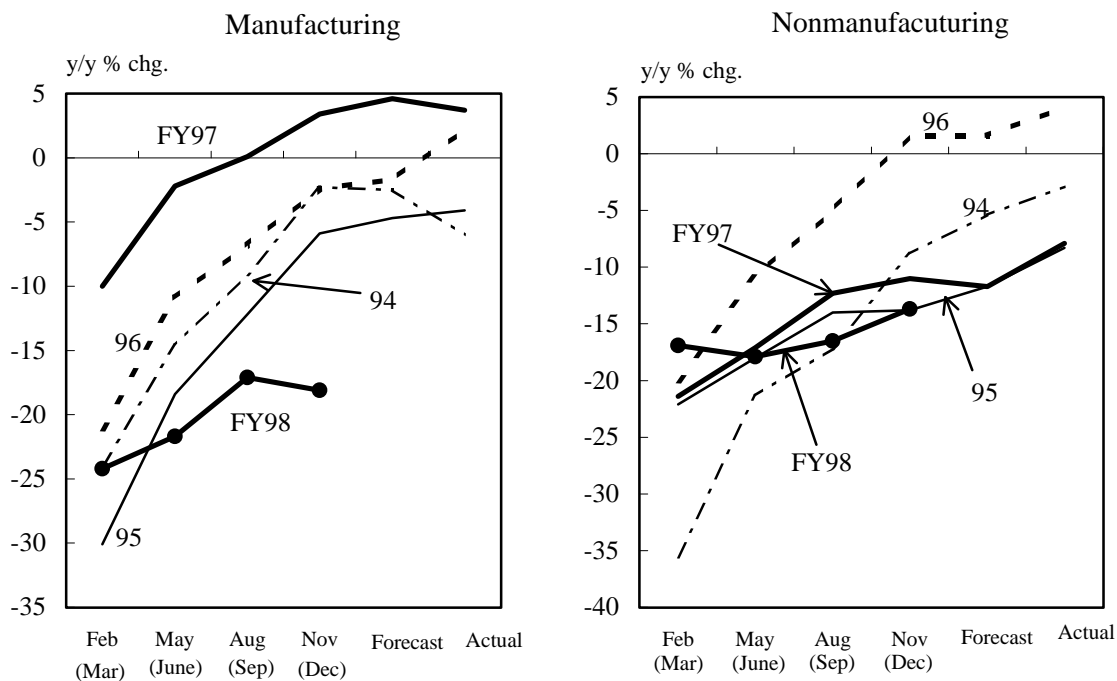 Manufacturing
y/y % chg.
5
0
-5
-10
-15
-20
-25
-30
-35
FY97
96
94
FY98
95
Feb
(Mar)
May
(June)
Aug
(Sep)
Nov
(Dec)
Forecast
Actual
Nonmanufacuturing
y/y % chg.
5
0
-5
-10
-15
-20
-25
-30
-35
-40
96
94
FY97
95
FY98
Feb
(Mar)
May
(June)
Aug
(Sep)
Nov
(Dec)
Forecast
Actual